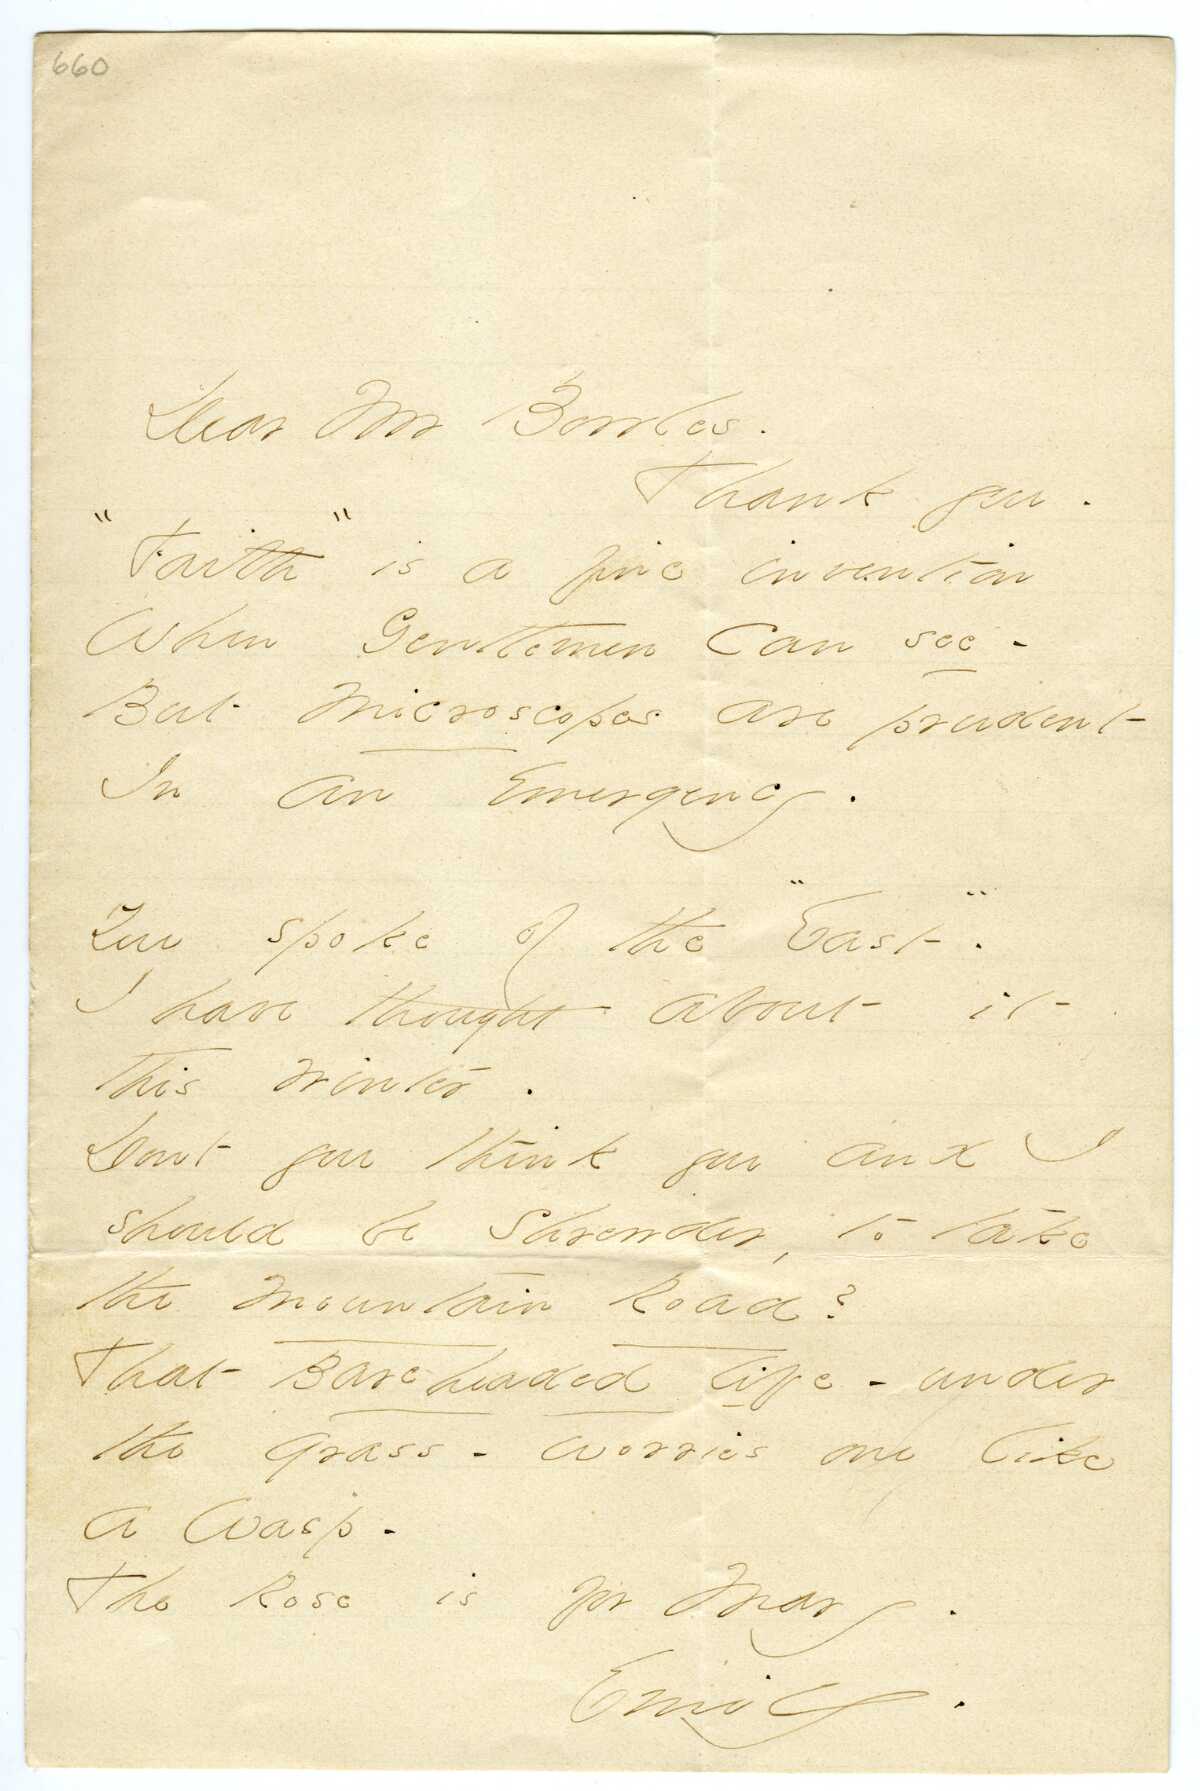 660
Dear Mr Bowles.
Thank you.
"Faith" is a fine invention
When Gentlemen can see -
But Microscopes are prudent
In an Emergency.
You spoke of the "East".
I have thought about it
this winter.
Dont you think you and I
should be shrewder, to take
the Mountain Road?
That Bareheaded life - under
the Grass - worries one like
a Wasp.
The Rose is for Mary.
Emily.